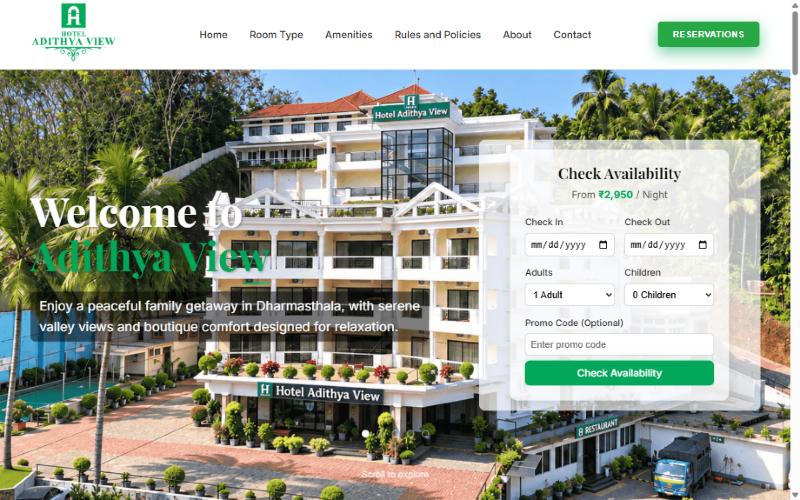 HOTEL
ADITHYA VIEW
Home
Room Type
Amenities
Rules and Policies
About
Contact
RESERVATIONS
Hotel Adithya View
Welcome to
Adithya View
Enjoy a peaceful family getaway in Dharmasthala, with serene
valley views and boutique comfort designed for relaxation.
Check Availability
From ₹2,950 / Night
Check In
Check Out
mm/dd/yyyy
mm/dd/yyyy
Adults
Children
1 Adult
0 Children
Promo Code (Optional)
Enter promo code
Check Availability
Hotel Adithya View
RESTAURANT
Scroll to explore